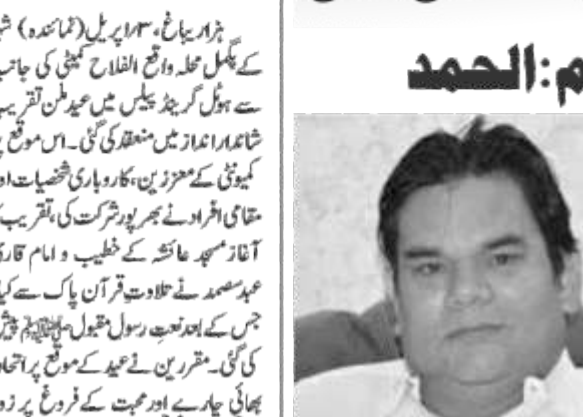 ہزاریباغ، ۳؍اپریل (نمائندہ)
کے پگمل محلہ واقع الفلاح کمیٹی کی جانب
سے ہوٹل گرینڈ پیلس میں عید ملن تقریب
شاندار انداز میں منعقد کی گئی۔ اس موقع پر
کمیونٹی کے معززین، کاروباری شخصیات اور
مقامی افراد نے بھرپور شرکت کی، تقریب کا
آغاز مسجد عائشہ کے خطیب و امام قاری
عبدالصمد نے تلاوت قرآن پاک سے کیا
جس کے بعد نعت رسول مقبول ﷺ پیش
کی گئی۔ مقررین نے عید کے موقع پر اتحاد
بھائی چارے اور محبت کے فروغ پر زور
م: الحمد